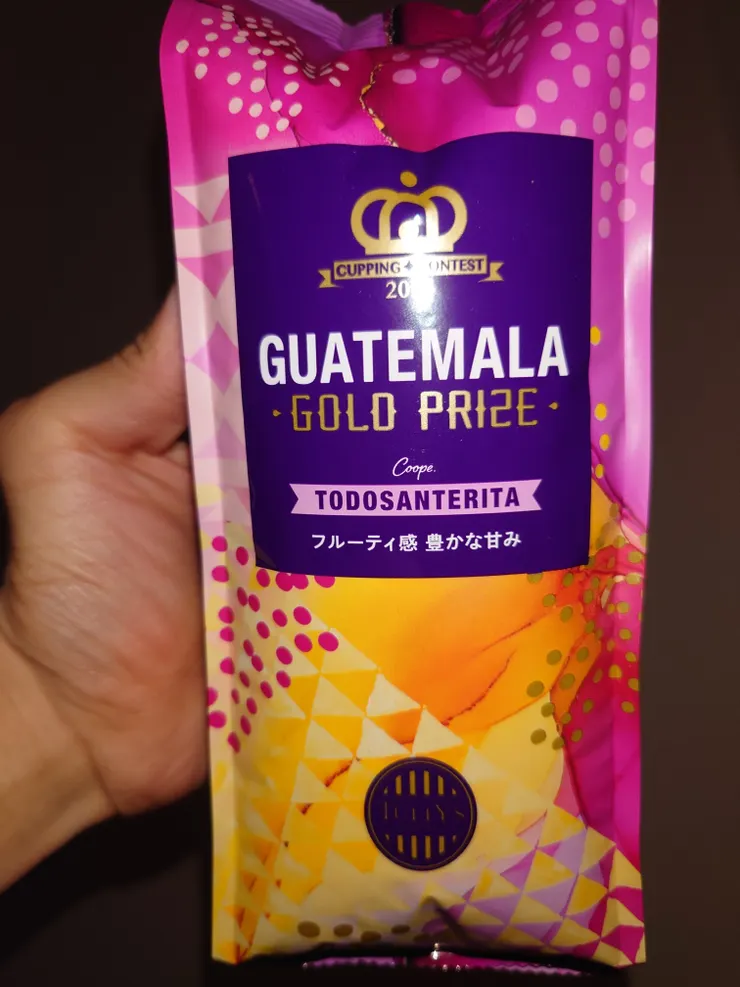 CUPPING CONTEST
20
GUATEMALA
GOLD PRIZE
Coope.
TODOSANTERITA
フルーティ感 豊かな甘み
TULLY'S